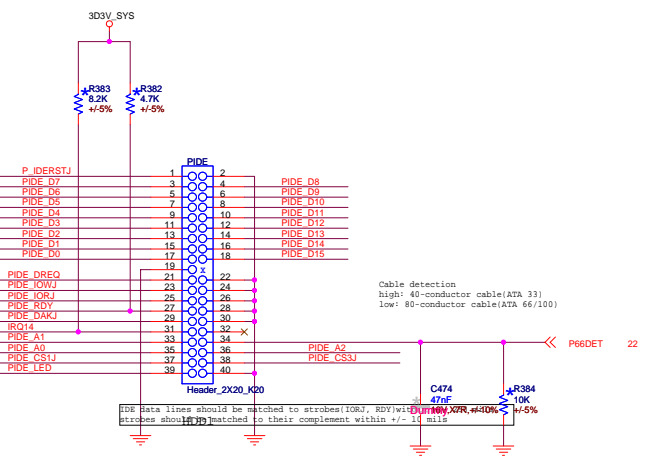 3D3V_SYS
R383
8.2K
+/-5%
R382
4.7K
+/-5%
PIDE
P_IDERSTJ 1 2
PIDE_D7 3 4 PIDE_D8
PIDE_D6 5 6 PIDE_D9
PIDE_D5 7 8 PIDE_D10
PIDE_D4 9 10 PIDE_D11
PIDE_D3 11 12 PIDE_D12
PIDE_D2 13 14 PIDE_D13
PIDE_D1 15 16 PIDE_D14
PIDE_D0 17 18 PIDE_D15
19 x
PIDE_DREQ 21 22
PIDE_IOWJ 23 24
PIDE_IORJ 25 26
PIDE_RDY 27 28
PIDE_DAKJ 29 30
IRQ14 31 32
PIDE_A1 33 34
PIDE_A0 35 36 PIDE_A2
PIDE_CS1J 37 38 PIDE_CS3J
PIDE_LED 39 40
Header_2X20_K20
HDD1
Cable detection
high: 40-conductor cable(ATA 33)
low: 80-conductor cable(ATA 66/100)
P66DET 22
C474
47nF
16V,X7R,+/-10%
Dummy
R384
10K
+/-5%
IDE data lines should be matched to strobes(IORJ, RDY)
strobes should be matched to their complement within +/- 10 mils